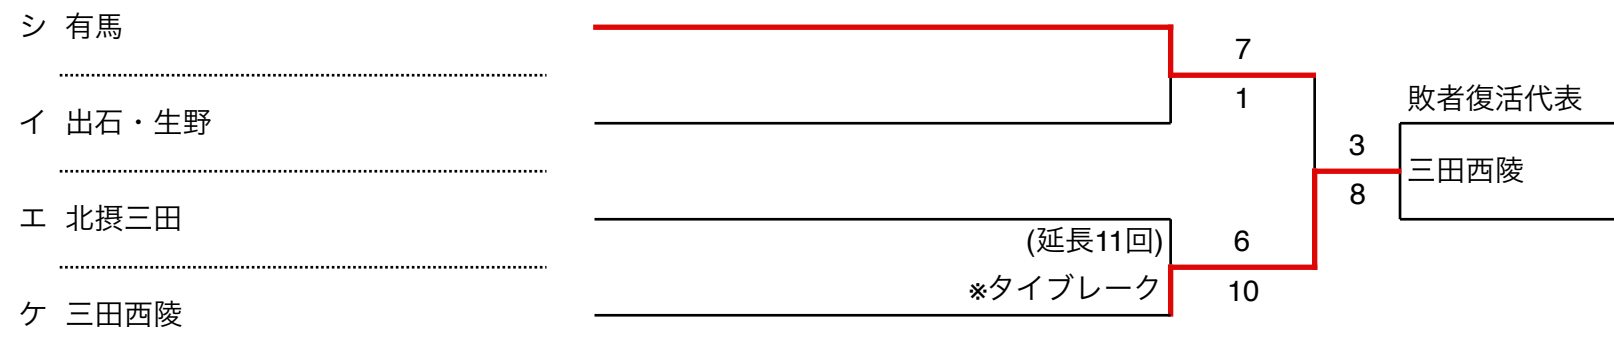 シ 有馬
7
1
敗者復活代表
イ 出石・生野
3
三田西陵
8
エ 北摂三田
(延長11回)
6
※タイブレーク
10
ケ 三田西陵